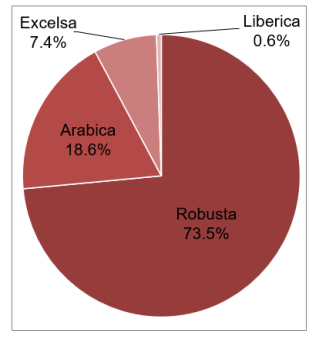 Excelsa
7.4%
Liberica
0.6%
Arabica
18.6%
Robusta
73.5%